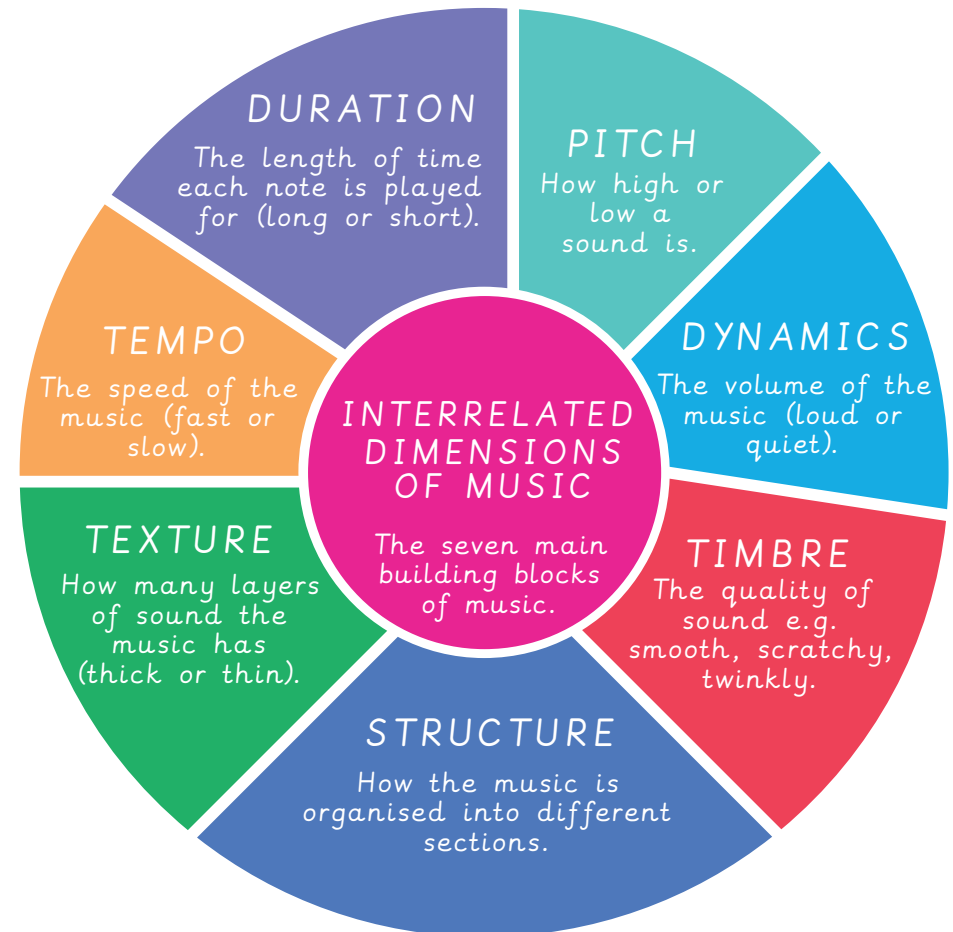 DURATION
The length of time
each note is played
for (long or short).
PITCH
How high or
low a
sound is.
DYNAMICS
The volume of the
music (loud or
quiet).
TIMBRE
The quality of
sound e.g.
smooth, scratchy,
twinkly.
STRUCTURE
How the music is
organised into different
sections.
TEXTURE
How many layers
of sound the
music has
(thick or thin).
TEMPO
The speed of the
music (fast or
slow).
INTERRELATED
DIMENSIONS
OF MUSIC
The seven main
building blocks
of music.